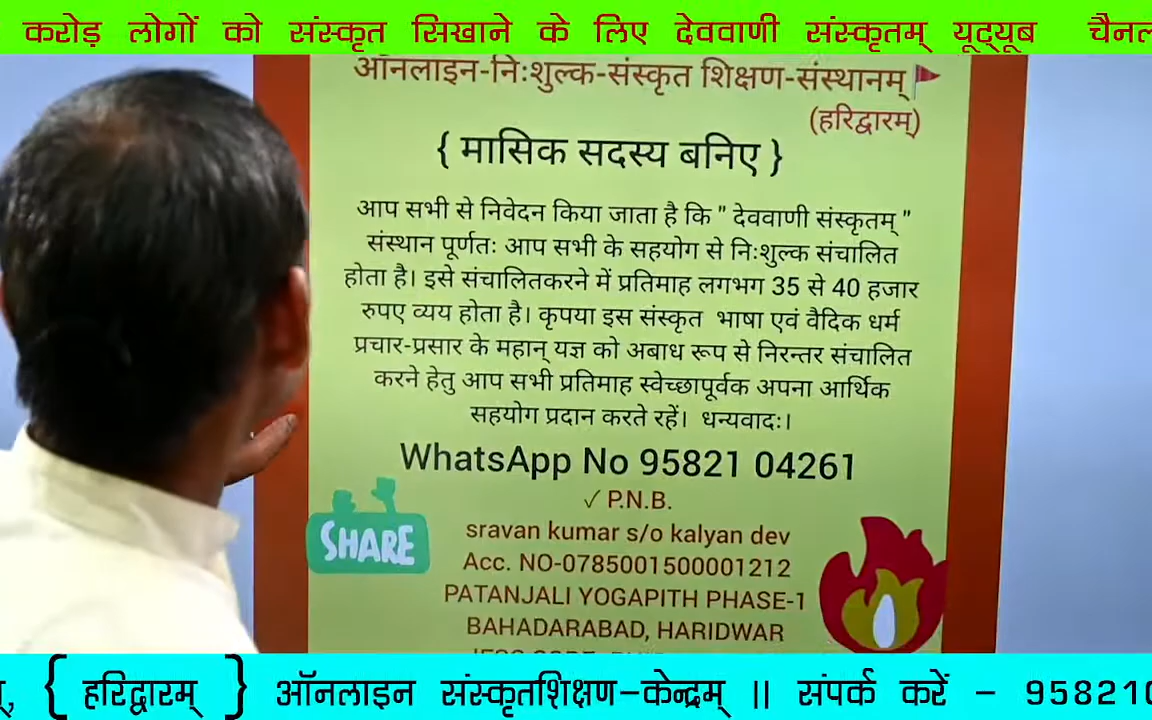 करोड़ लोगों को संस्कृत सिखाने के लिए देववाणी संस्कृतम् यूट्यूब
ऑनलाइन-निःशुल्क-संस्कृत शिक्षण-संस्थानम्
(हरिद्वारम्)
{ मासिक सदस्य बनिए }
आप सभी से निवेदन किया जाता है कि " देववाणी संस्कृतम् "
संस्थान पूर्णतः आप सभी के सहयोग से निःशुल्क संचालित
होता है। इसे संचालितकरने में प्रतिमाह लगभग 35 से 40 हजार
रुपए व्यय होता है। कृपया इस संस्कृत भाषा एवं वैदिक धर्म
प्रचार-प्रसार के महान् यज्ञ को अबाध रूप से निरन्तर संचालित
करने हेतु आप सभी प्रतिमाह स्वेच्छापूर्वक अपना आर्थिक
सहयोग प्रदान करते रहें। धन्यवादः।
WhatsApp No 95821 04261
✓ P.N.B.
sravan kumar s/o kalyan dev
SHARE
Acc. NO-0785001500001212
PATANJALI YOGAPITH PHASE-1
BAHADARABAD, HARIDWAR
{ हरिद्वारम् } ऑनलाइन संस्कृतशिक्षण-केन्द्रम् || संपर्क करें -